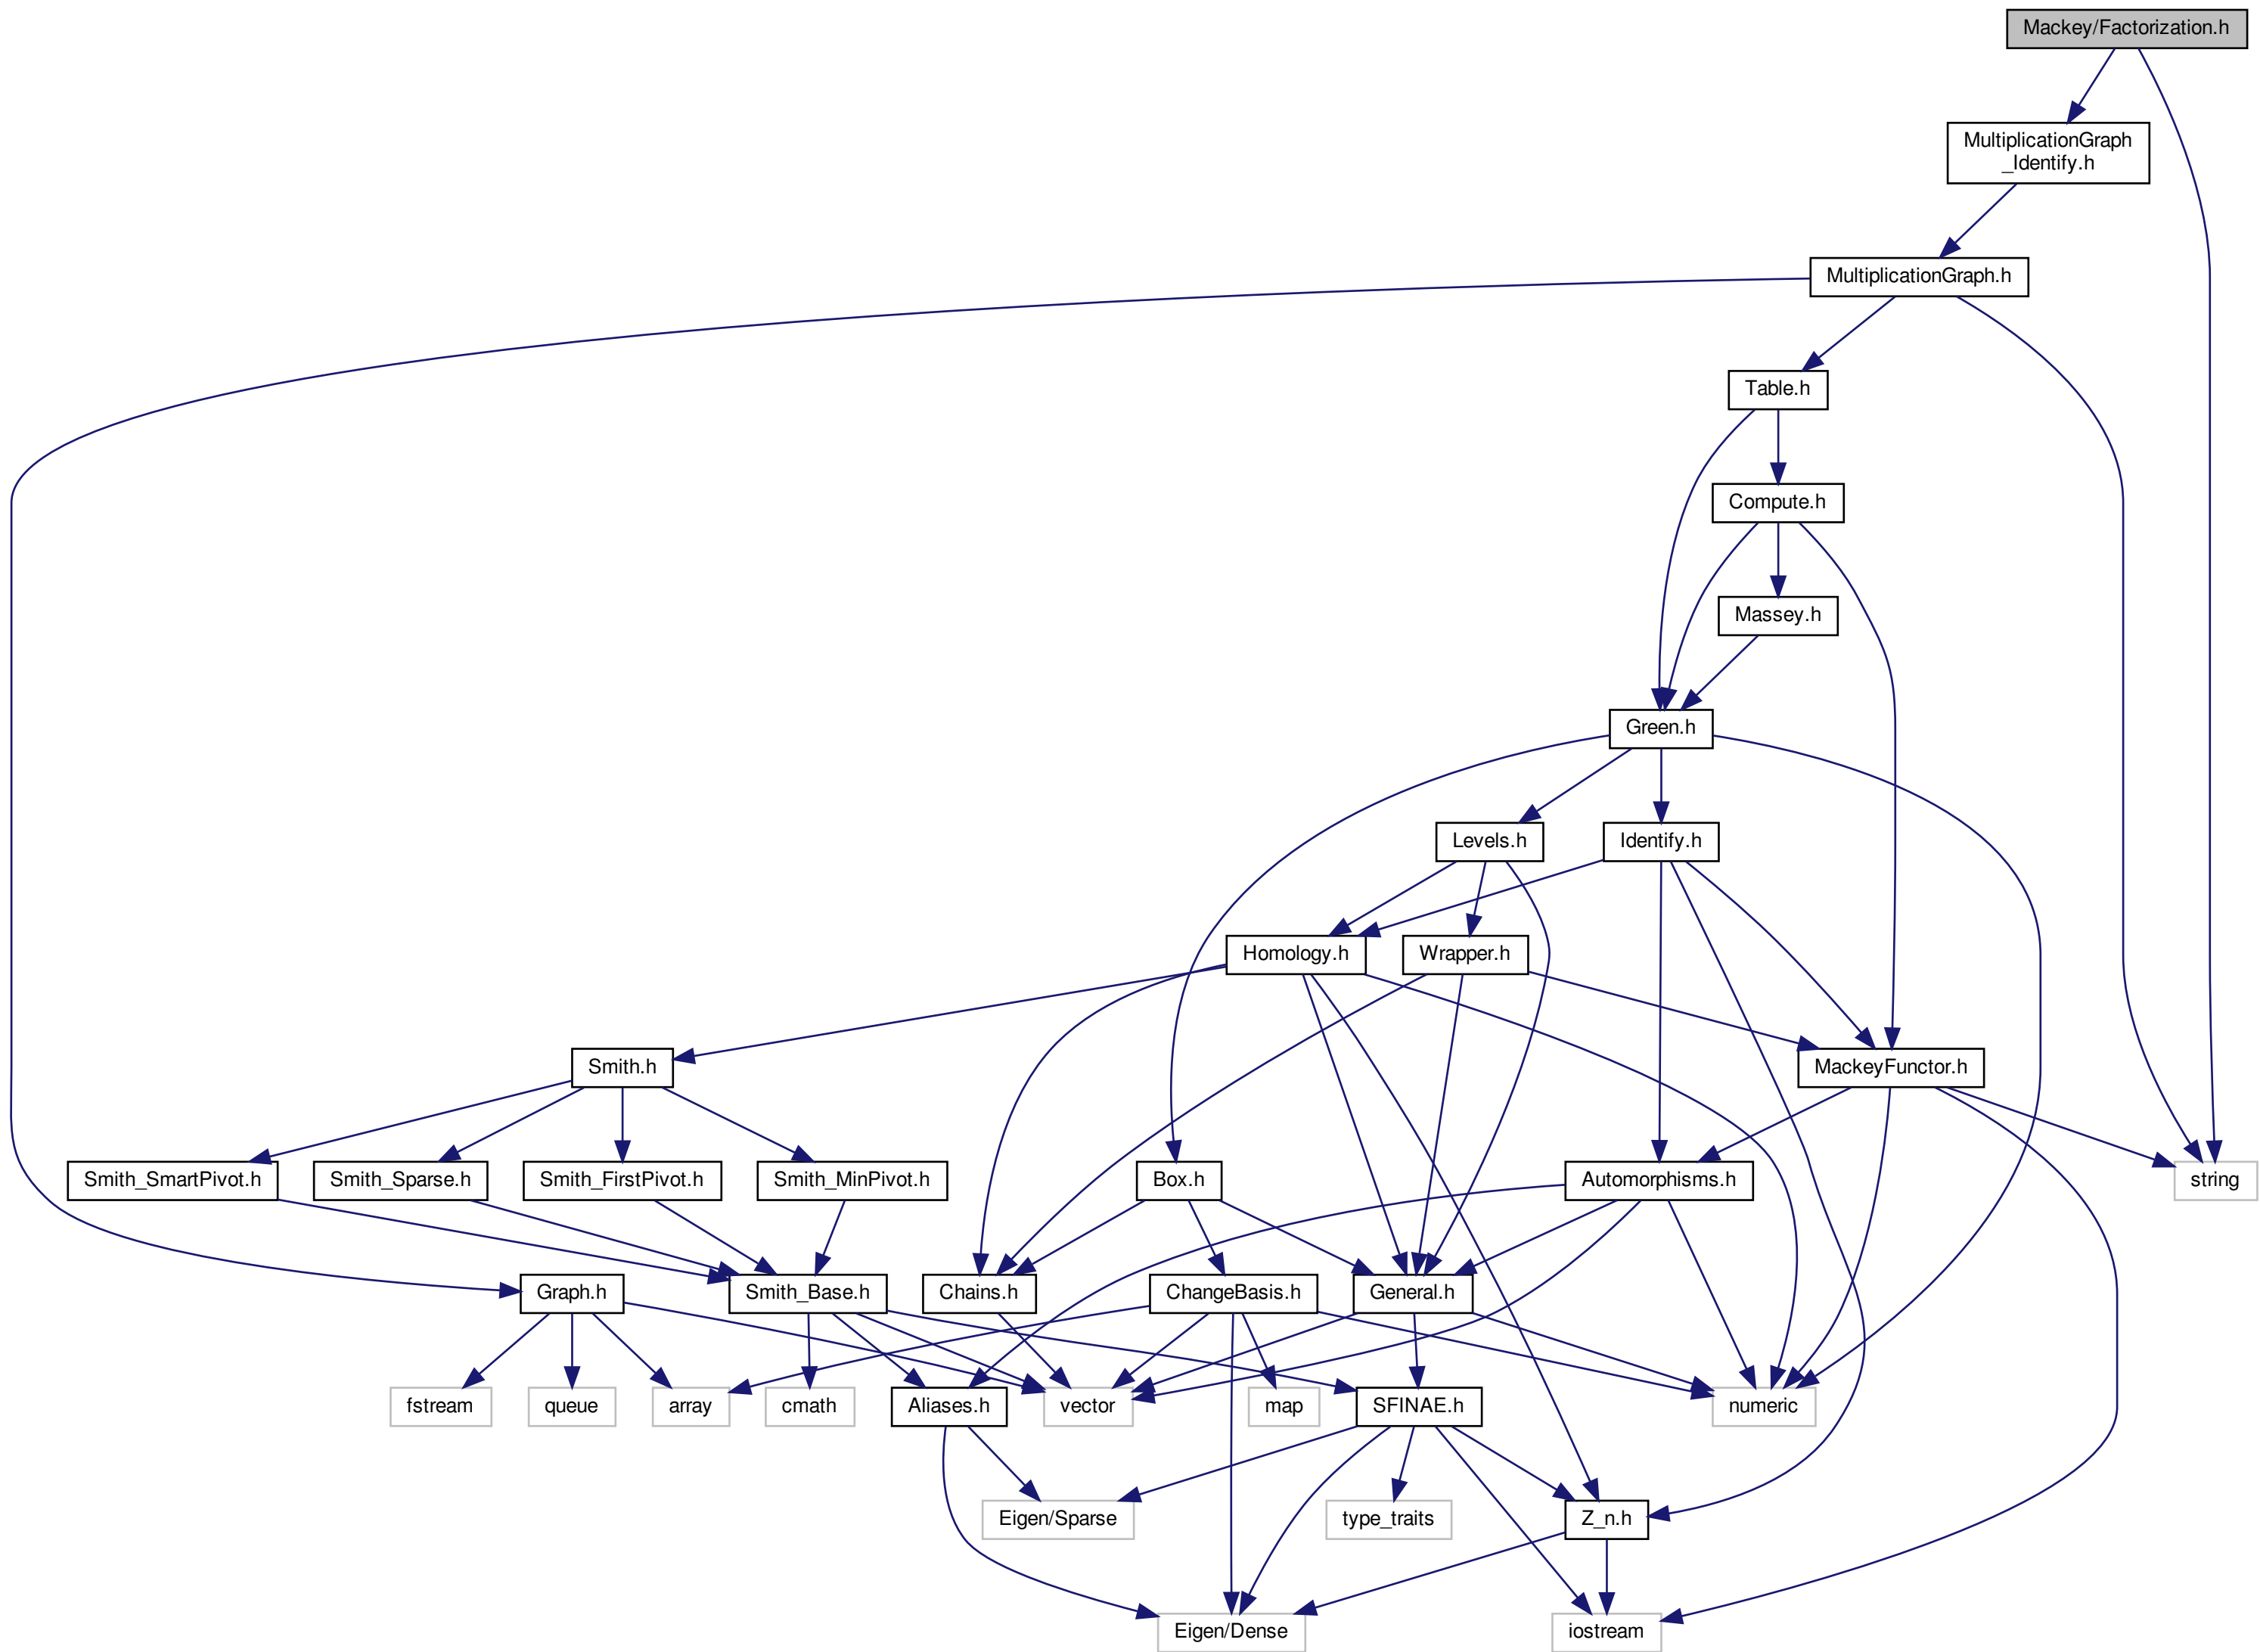 Mackey/Factorization.h
MultiplicationGraph
_Identify.h
MultiplicationGraph.h
Table.h
Compute.h
Massey.h
Green.h
Levels.h
Identify.h
Homology.h
Wrapper.h
Smith.h
MackeyFunctor.h
Smith_SmartPivot.h
Smith_Sparse.h
Smith_FirstPivot.h
Smith_MinPivot.h
Box.h
Automorphisms.h
string
Graph.h
Smith_Base.h
Chains.h
ChangeBasis.h
General.h
fstream
queue
array
cmath
Aliases.h
vector
map
SFINAE.h
numeric
Eigen/Sparse
type_traits
Z_n.h
Eigen/Dense
iostream